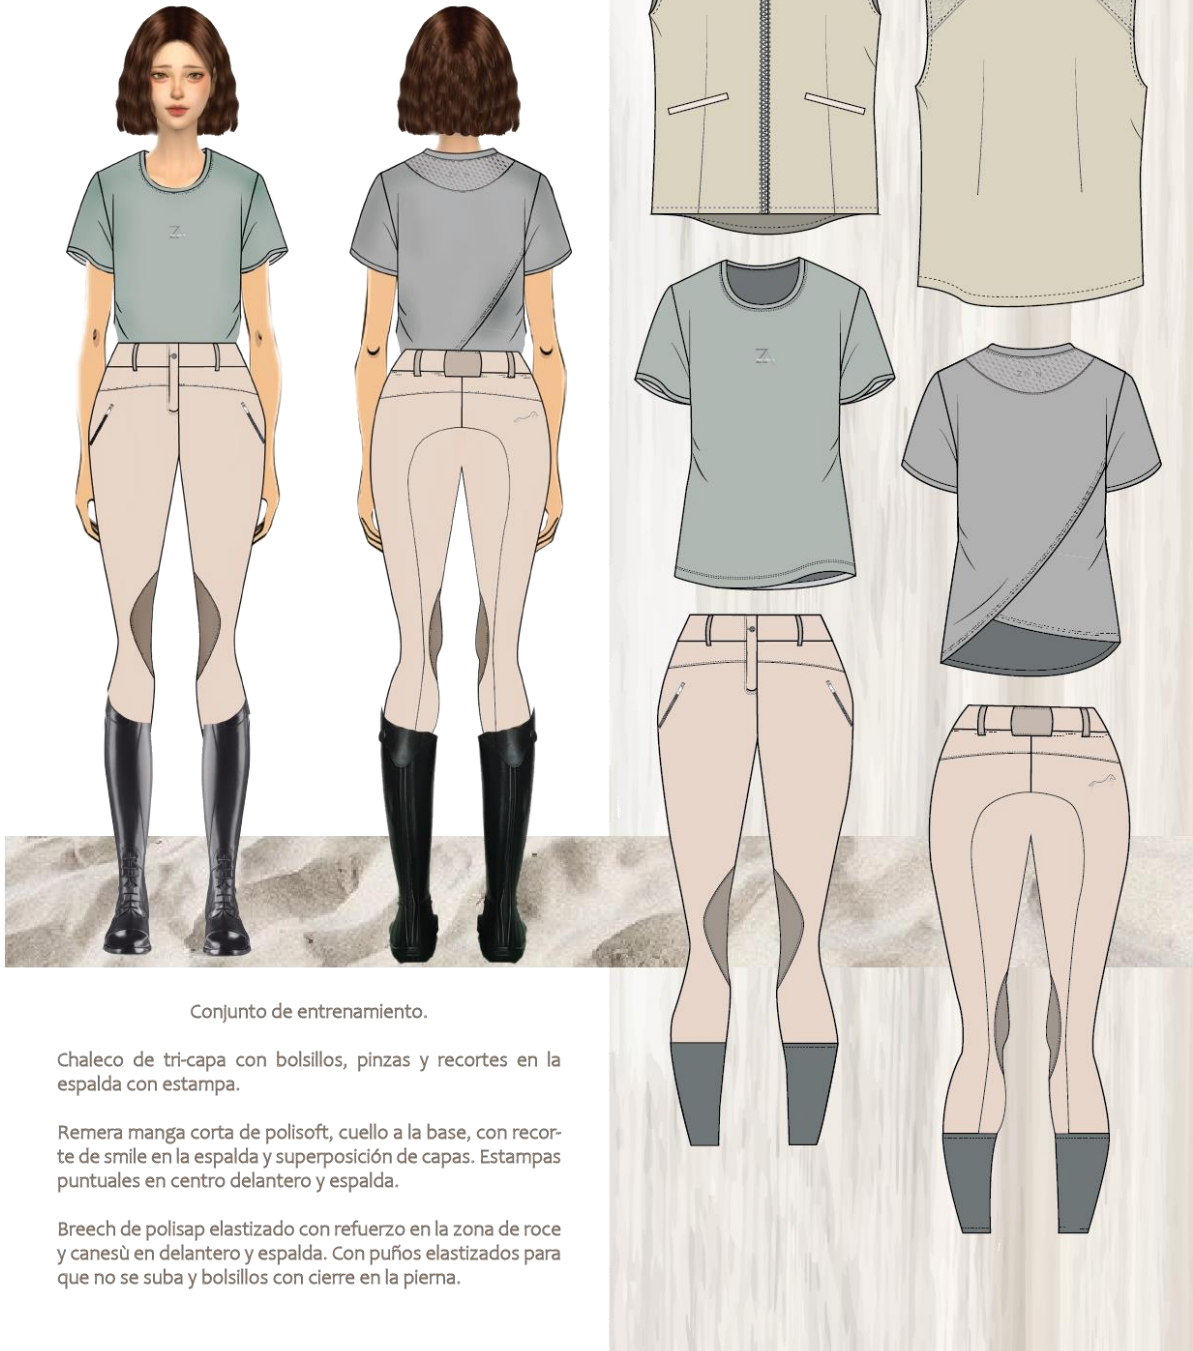 Conjunto de entrenamiento.
Chaleco de tri-capa con bolsillos, pinzas y recortes en la
espalda con estampa.
Remera manga corta de polisoft, cuello a la base, con recor-
te de smile en la espalda y superposición de capas. Estampas
puntuales en centro delantero y espalda.
Breech de polisap elastizado con refuerzo en la zona de roce
y canesù en delantero y espalda. Con puños elastizados para
que no se suba y bolsillos con cierre en la pierna.